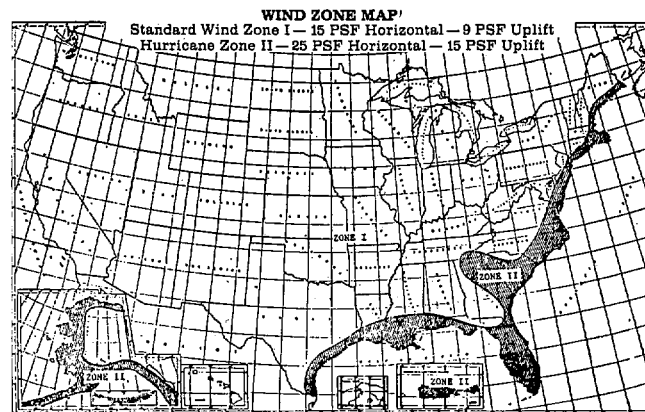 WIND ZONE MAP¹
Standard Wind Zone I—15 PSF Horizontal—9 PSF Uplift
Hurricane Zone II—25 PSF Horizontal—15 PSF Uplift
ZONE I
ZONE II
ZONE II
ZONE II